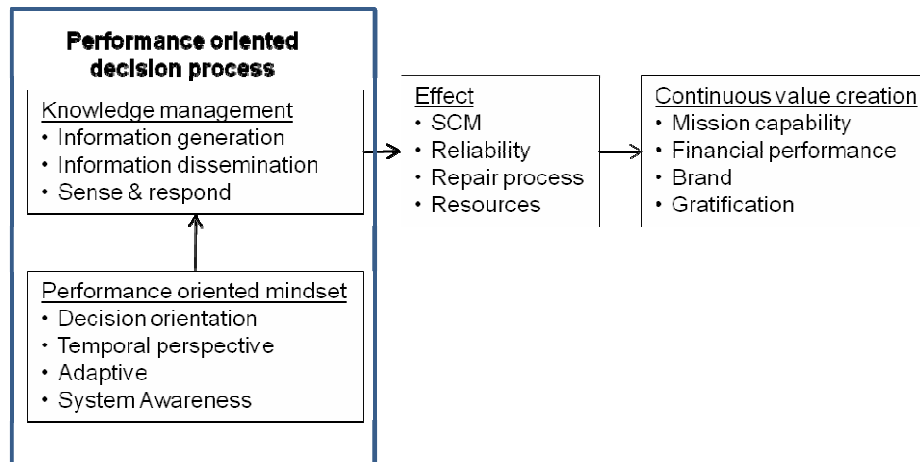 Performance oriented
decision process
Knowledge management
• Information generation
• Information dissemination
• Sense & respond
Performance oriented mindset
• Decision orientation
• Temporal perspective
• Adaptive
• System Awareness
Effect
• SCM
• Reliability
• Repair process
• Resources
Continuous value creation
• Mission capability
• Financial performance
• Brand
• Gratification